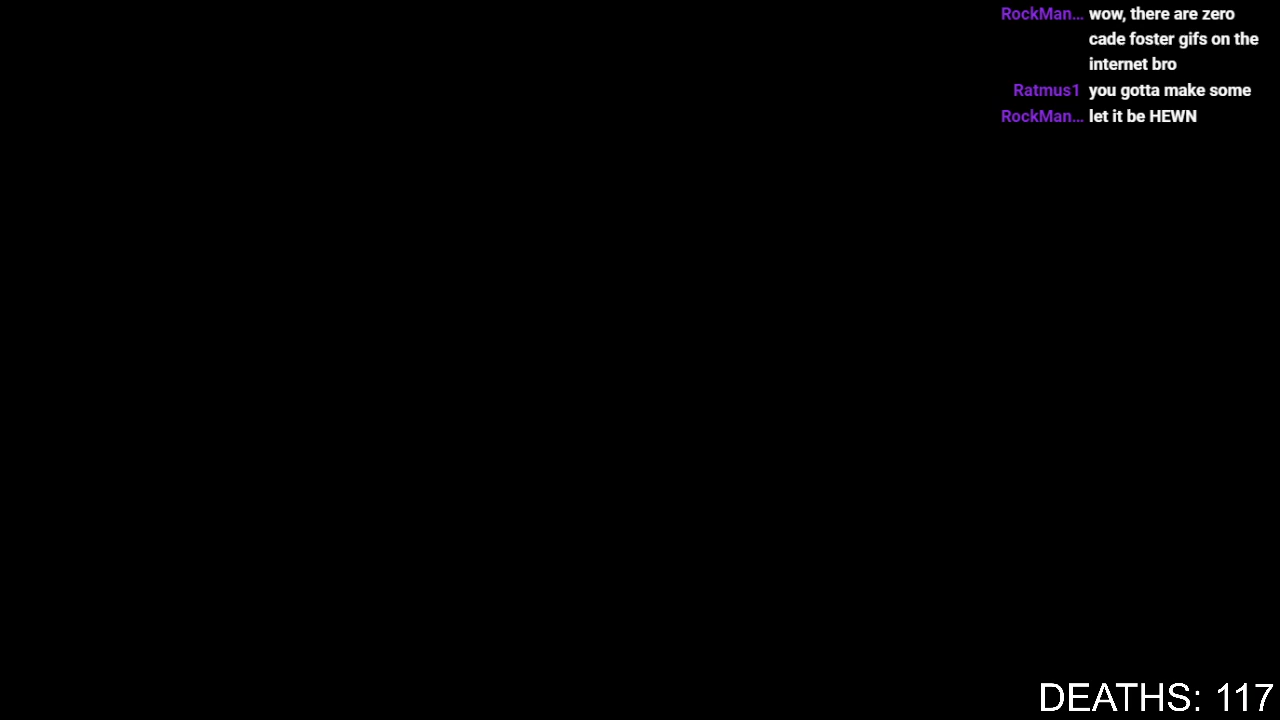 RockMan... wow, there are zero
cade foster gifs on the
internet bro
Ratmus1 you gotta make some
RockMan... let it be HEWN
DEATHS: 117